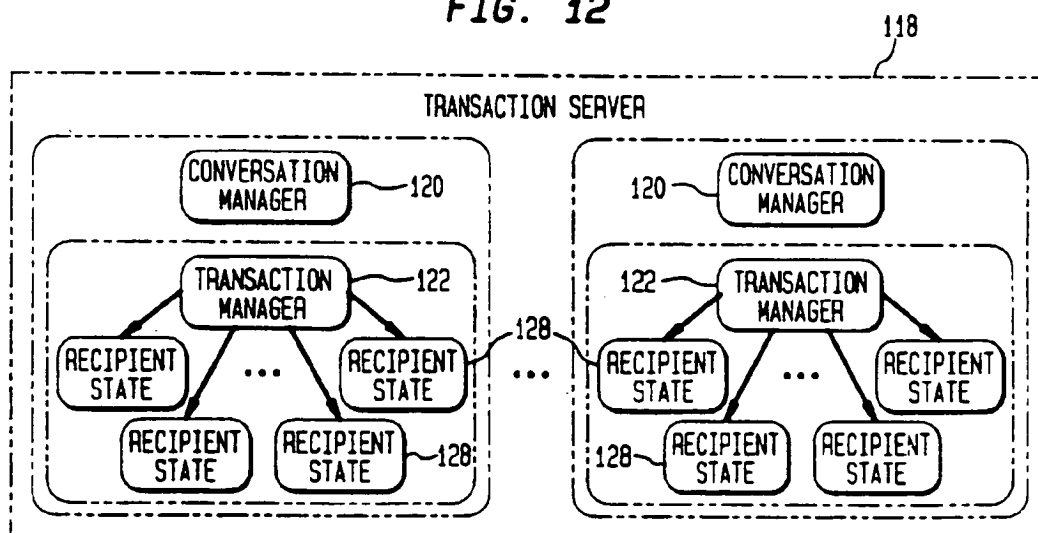 FIG. 12
118
TRANSACTION SERVER
CONVERSATION
MANAGER
120
TRANSACTION
MANAGER
122
RECIPIENT
STATE
RECIPIENT
STATE
128
...
RECIPIENT
STATE
RECIPIENT
STATE
128
...
120
CONVERSATION
MANAGER
122
TRANSACTION
MANAGER
RECIPIENT
STATE
RECIPIENT
STATE
...
128
RECIPIENT
STATE
RECIPIENT
STATE